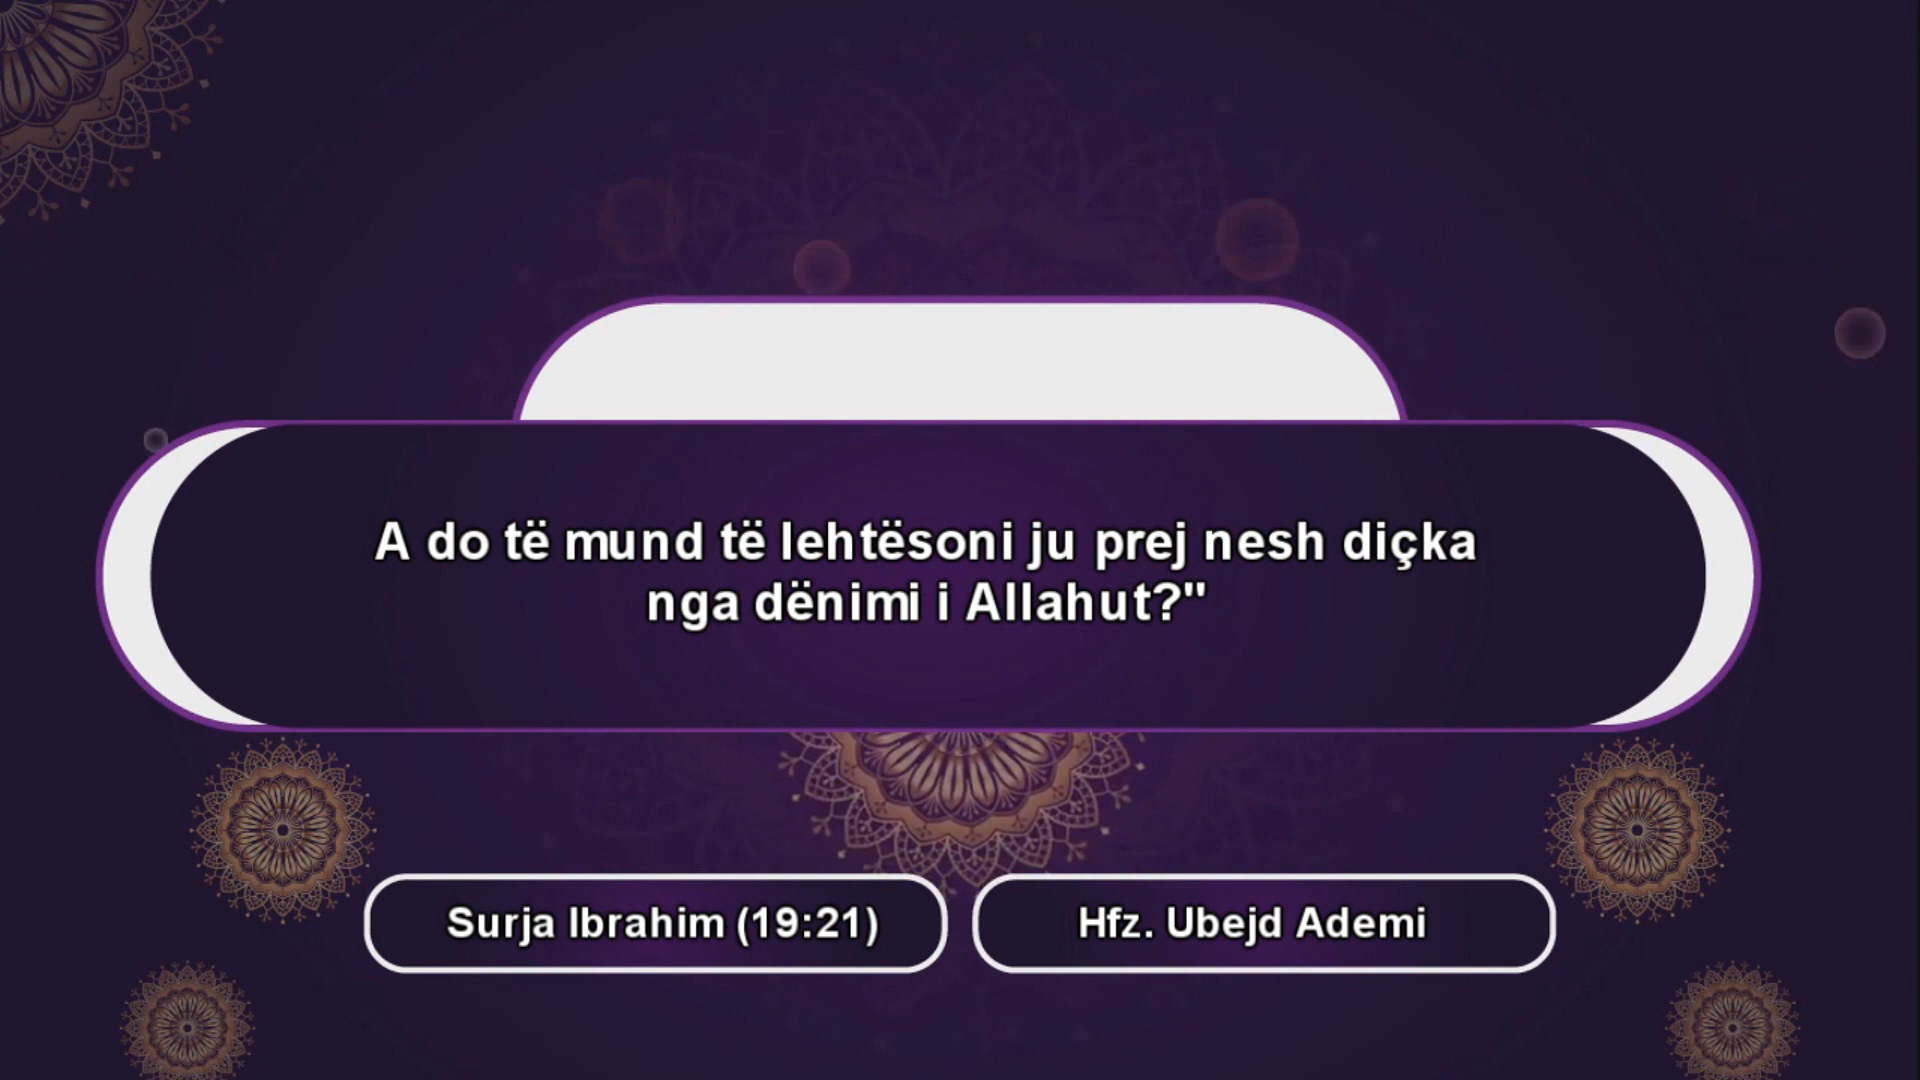 A do të mund të lehtësoni ju prej nesh diçka
nga dënimi i Allahut?"
Surja Ibrahim (19:21)
Hfz. Ubejd Ademi